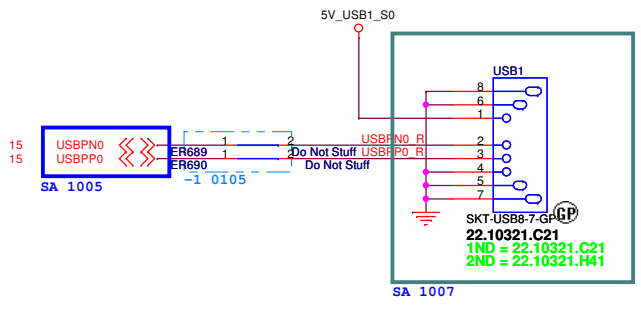 5V_USB1_S0
USB1
8
6
1
15 USBPN0 1 2 USBPN0_R 2
ER689 Do Not Stuff
15 USBPP0 1 2 USBPP0_R 3
ER690 Do Not Stuff
4
5
7
SA 1005
-1 0105
SKT-USB8-7-GP
GP
22.10321.C21
1ND = 22.10321.C21
2ND = 22.10321.H41
SA 1007